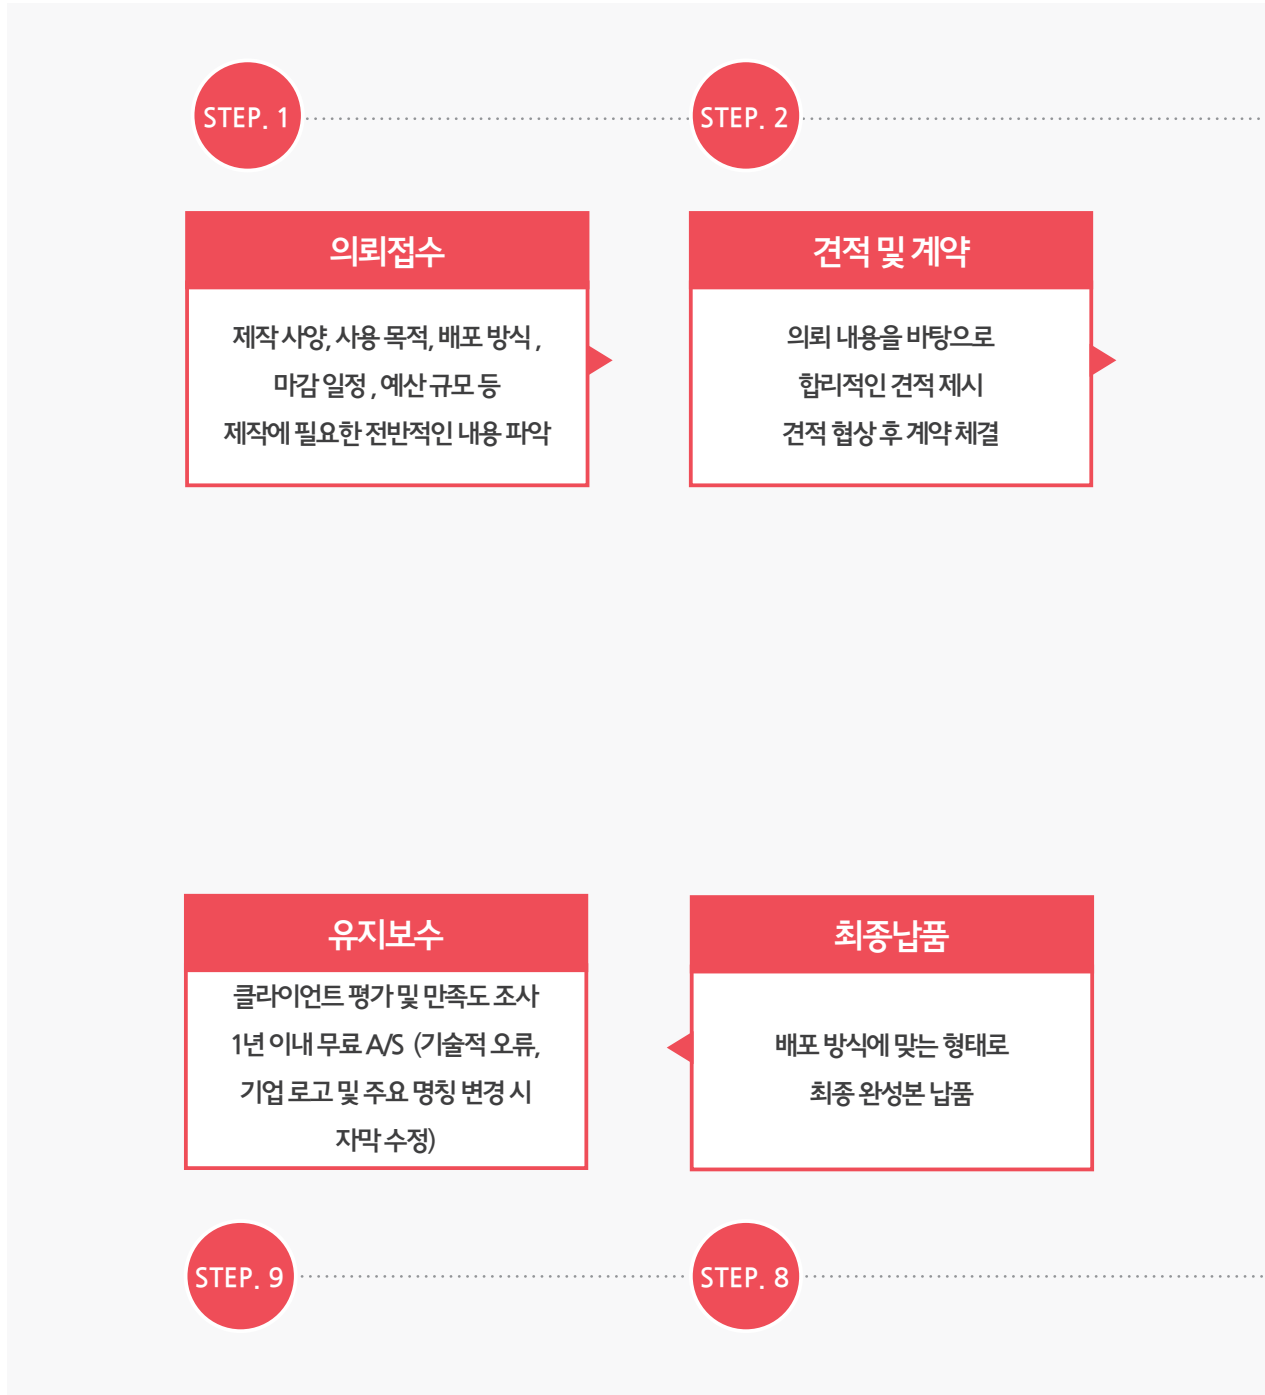 STEP. 1
STEP. 2
의뢰접수
제작 사양, 사용 목적, 배포 방식 ,
마감 일정 , 예산 규모 등
제작에 필요한 전반적인 내용 파악
견적 및 계약
의뢰 내용을 바탕으로
합리적인 견적 제시
견적 협상 후 계약 체결
유지보수
클라이언트 평가 및 만족도 조사
1년 이내 무료 A/S (기술적 오류,
기업 로고 및 주요 명칭 변경 시
자막 수정)
최종납품
배포 방식에 맞는 형태로
최종 완성본 납품
STEP. 9
STEP. 8